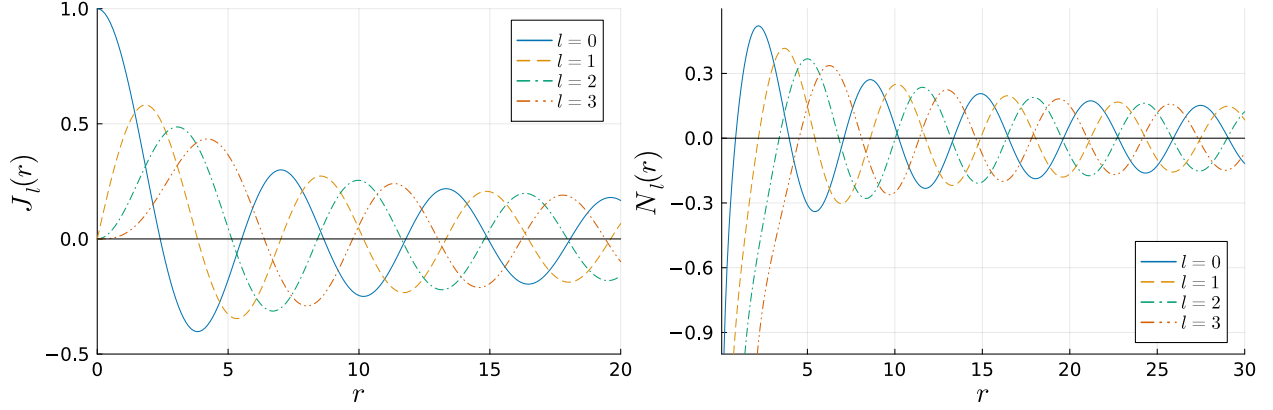 1.0
0.5
0.0
−0.5
J_l(r)
0
5
10
15
20
r
l = 0
l = 1
l = 2
l = 3
0.3
0.0
−0.3
−0.6
−0.9
N_l(r)
5
10
15
20
25
30
r
l = 0
l = 1
l = 2
l = 3